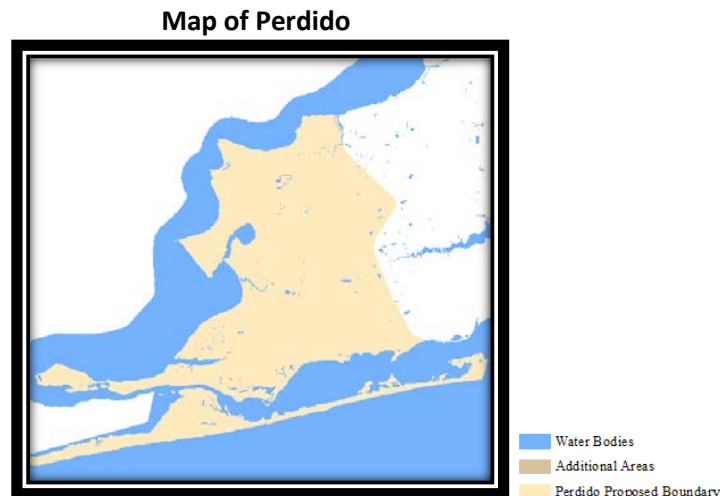 Map of Perdido
Water Bodies
Additional Areas
Perdido Proposed Boundary